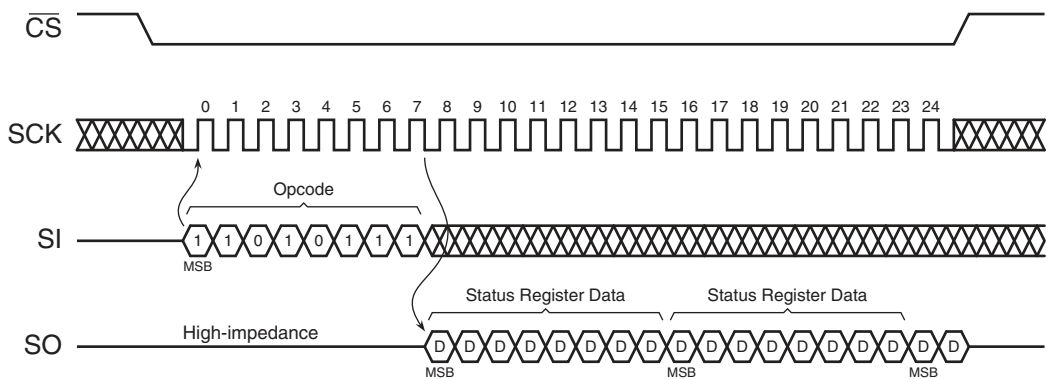 CS
0 1 2 3 4 5 6 7 8 9 10 11 12 13 14 15 16 17 18 19 20 21 22 23 24
SCK
Opcode
SI
1 1 0 1 0 1 1 1
MSB
Status Register Data Status Register Data
High-impedance
SO
D D D D D D D D D D D D D D D D D D
MSB MSB MSB